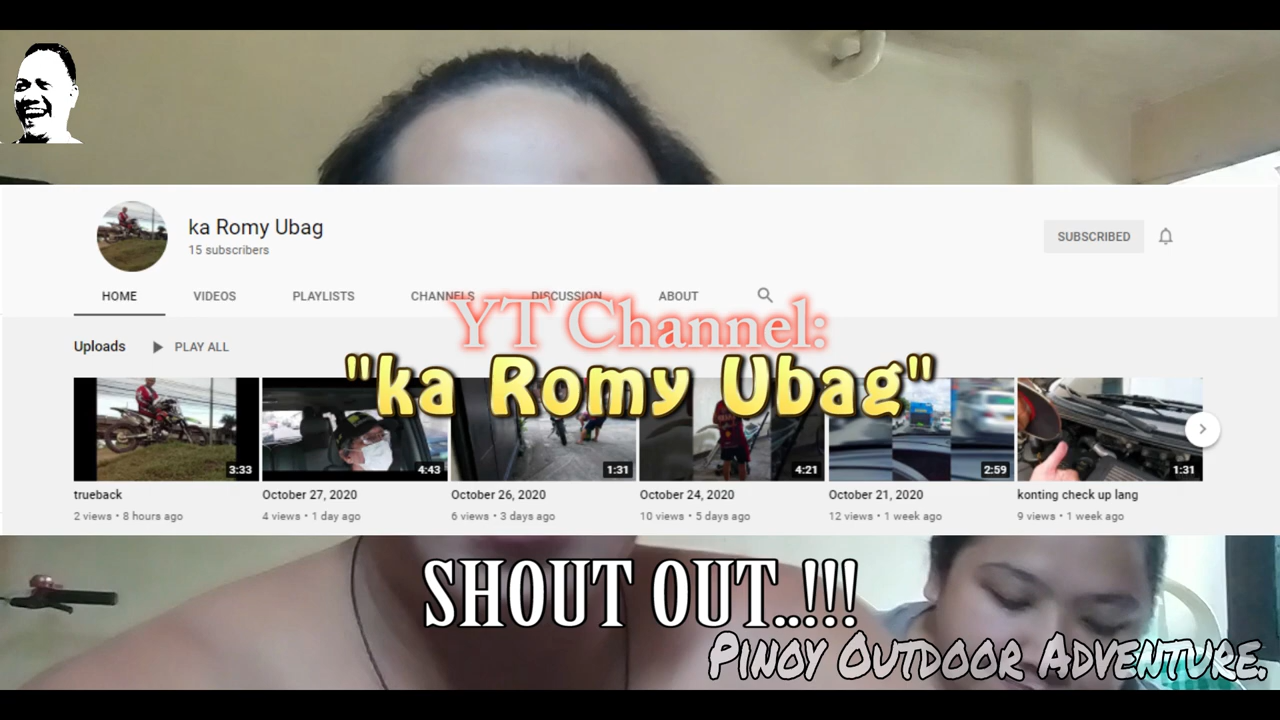 ka Romy Ubag
15 subscribers
SUBSCRIBED
HOME VIDEOS PLAYLISTS CHANNELS DISCUSSION ABOUT
YT Channel:
Uploads PLAY ALL
"ka Romy Ubag"
3:33 4:43 1:31 4:21 2:59 1:31
trueback October 27, 2020 October 26, 2020 October 24, 2020 October 21, 2020 konting check up lang
2 views • 8 hours ago 4 views • 1 day ago 6 views • 3 days ago 10 views • 5 days ago 12 views • 1 week ago 9 views • 1 week ago
SHOUT OUT..!!!
Pinoy Outdoor Adventure.